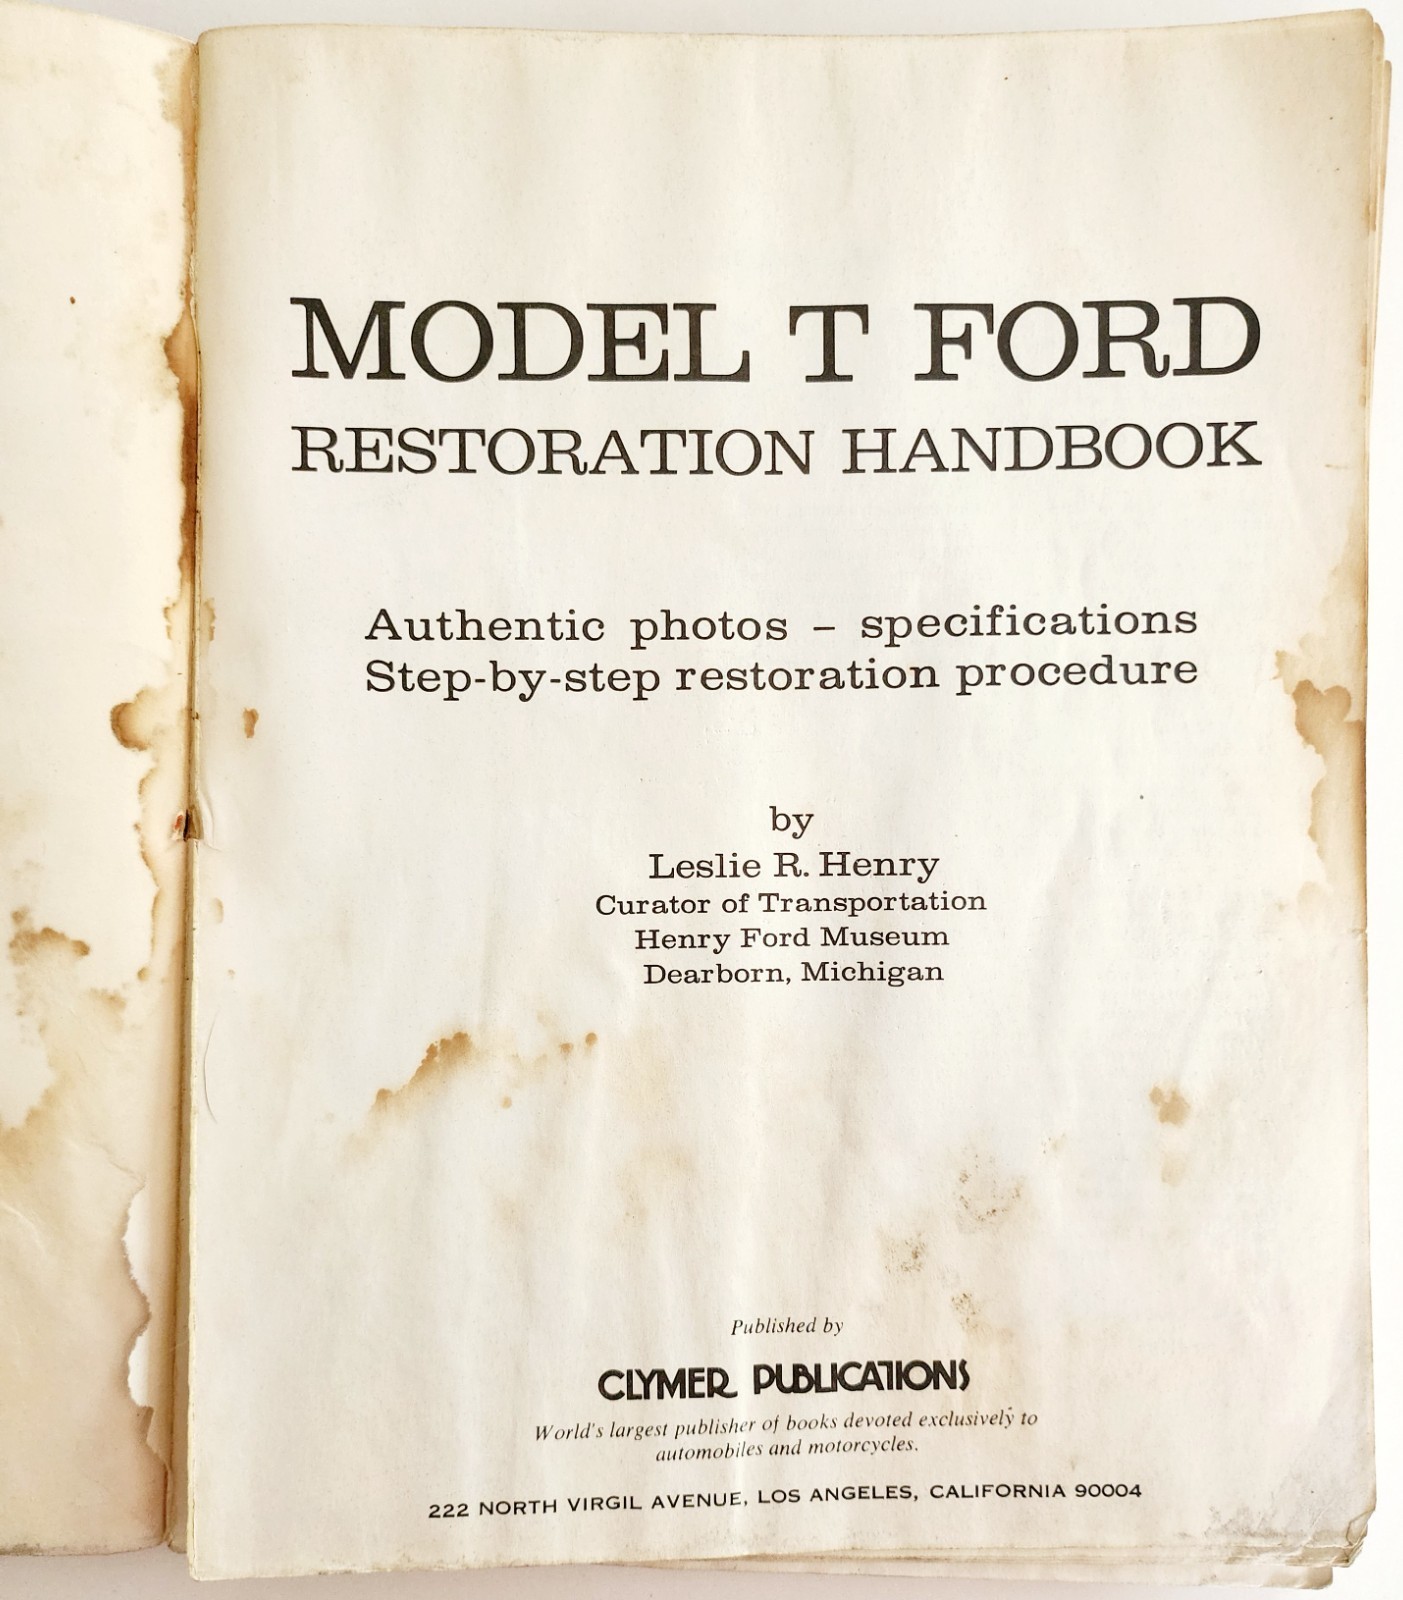 MODEL T FORD
RESTORATION HANDBOOK
Authentic photos – specifications
Step-by-step restoration procedure
by
Leslie R. Henry
Curator of Transportation
Henry Ford Museum
Dearborn, Michigan
Published by
CLYMER PUBLICATIONS
World's largest publisher of books devoted exclusively to
automobiles and motorcycles.
222 NORTH VIRGIL AVENUE, LOS ANGELES, CALIFORNIA 90004